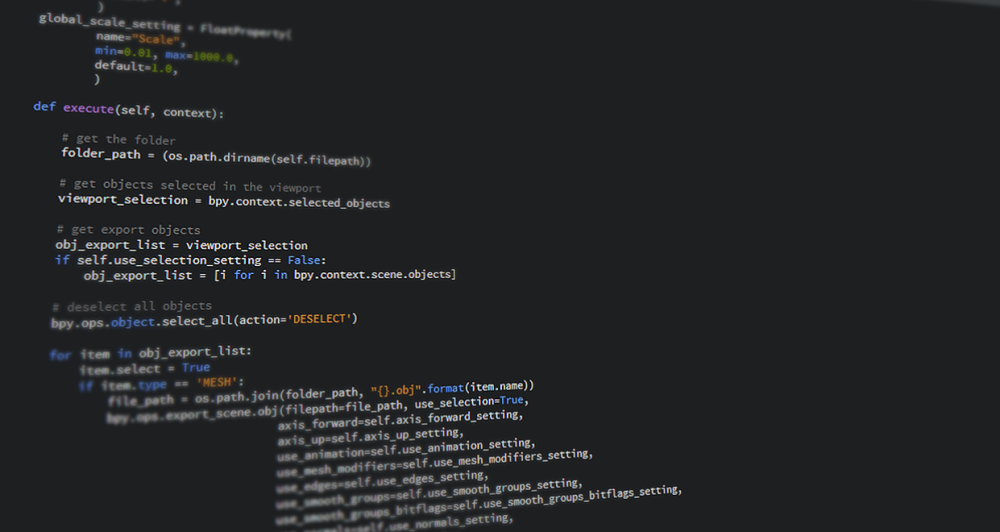 )
global_scale_setting = FloatProperty(
name="Scale",
min=0.01, max=1000.0,
default=1.0,
)
def execute(self, context):
# get the folder
folder_path = (os.path.dirname(self.filepath))
# get objects selected in the viewport
viewport_selection = bpy.context.selected_objects
# get export objects
obj_export_list = viewport_selection
if self.use_selection_setting == False:
obj_export_list = [i for i in bpy.context.scene.objects]
# deselect all objects
bpy.ops.object.select_all(action='DESELECT')
for item in obj_export_list:
item.select = True
if item.type == 'MESH':
file_path = os.path.join(folder_path, "{}.obj".format(item.name))
bpy.ops.export_scene.obj(filepath=file_path, use_selection=True,
axis_forward=self.axis_forward_setting,
axis_up=self.axis_up_setting,
use_animation=self.use_animation_setting,
use_mesh_modifiers=self.use_mesh_modifiers_setting,
use_edges=self.use_edges_setting,
use_smooth_groups=self.use_smooth_groups_setting,
use_smooth_groups_bitflags=self.use_smooth_groups_bitflags_setting,
=self.use_normals_setting,